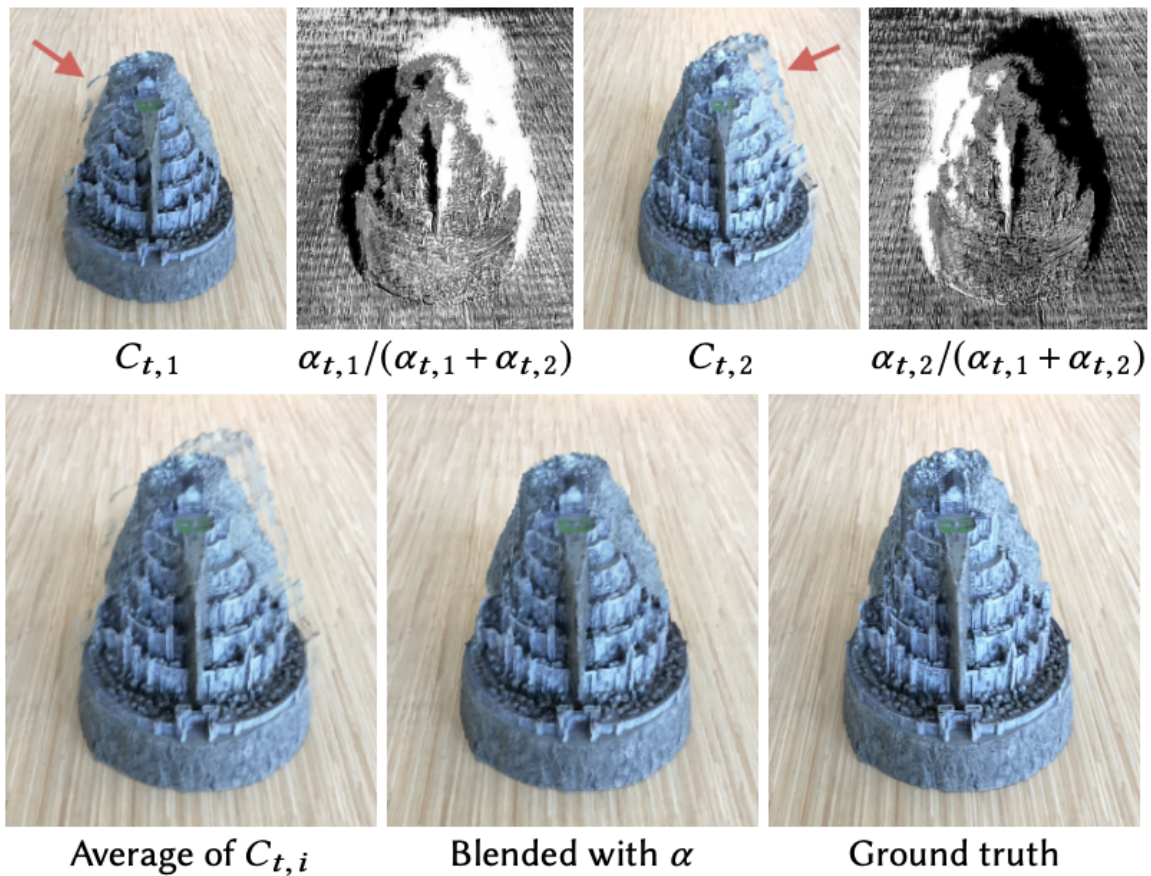 C_{t,1} α_{t,1}/(α_{t,1} + α_{t,2}) C_{t,2} α_{t,2}/(α_{t,1} + α_{t,2})
Average of C_{t,i} Blended with α Ground truth